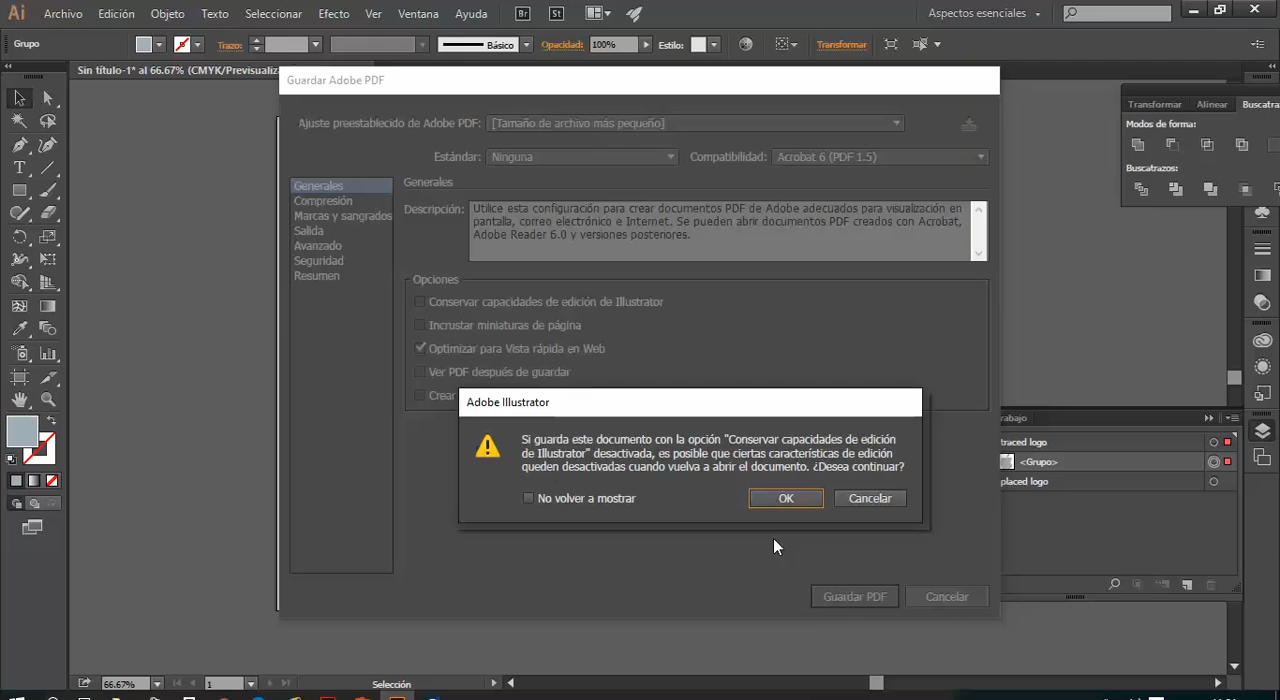 Ai Archivo Edición Objeto Texto Seleccionar Efecto Ver Ventana Ayuda Br St Aspectos esenciales
Grupo Trazo: Básico Opacidad: 100% Estilo: Transformar
Sin título-1* al 66.67% (CMYK/Previsualiza
Guardar Adobe PDF
Transformar Alinear Buscatraz
Ajuste preestablecido de Adobe PDF: [Tamaño de archivo más pequeño]
Modos de forma:
Estándar: Ninguna Compatibilidad: Acrobat 6 (PDF 1.5)
Buscatrazos:
Generales
Compresión
Marcas y sangrados
Salida
Avanzado
Seguridad
Resumen
Generales
Descripción: Utilice esta configuración para crear documentos PDF de Adobe adecuados para visualización en
pantalla, correo electrónico e Internet. Se pueden abrir documentos PDF creados con Acrobat,
Adobe Reader 6.0 y versiones posteriores.
Opciones
Conservar capacidades de edición de Illustrator
Incrustar miniaturas de página
Optimizar para Vista rápida en Web
Ver PDF después de guardar
Crear
Adobe Illustrator
Si guarda este documento con la opción "Conservar capacidades de edición
de Illustrator" desactivada, es posible que ciertas características de edición
queden desactivadas cuando vuelva a abrir el documento. ¿Desea continuar?
No volver a mostrar OK Cancelar
Guardar PDF Cancelar
rabajo
traced logo
<Grupo>
placed logo
66.67% 1 Selección